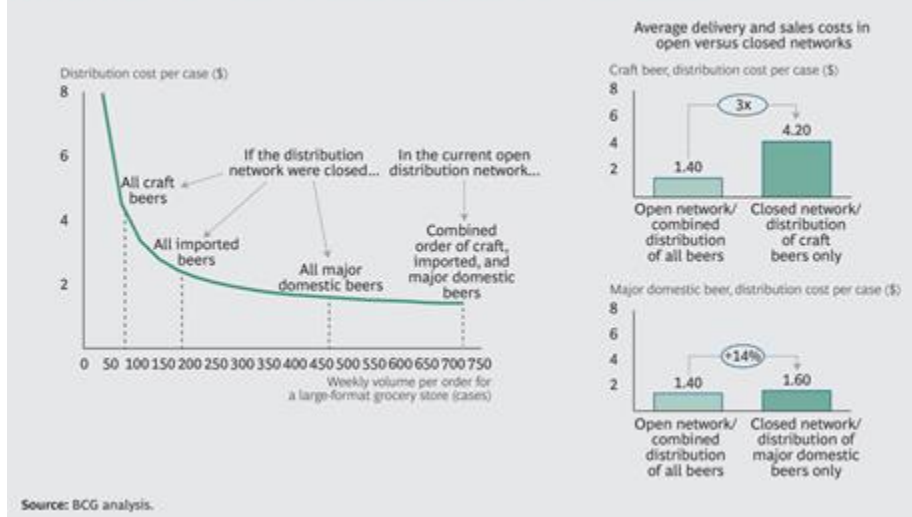 Average delivery and sales costs in
open versus closed networks
Distribution cost per case ($)
8
6
4
2
All craft
beers
All imported
beers
If the distribution
network were closed...
All major
domestic beers
In the current open
distribution network...
Combined
order of craft,
imported, and
major domestic
beers
0 50 100 150 200 250 300 350 400 450 500 550 600 650 700 750
Weekly volume per order for
a large-format grocery store (cases)
Craft beer, distribution cost per case ($)
8
6
4
2
3x
1.40
4.20
Open network/
combined
distribution
of all beers
Closed network/
distribution
of craft
beers only
Major domestic beer, distribution cost per case ($)
8
6
4
2
+14%
1.40
1.60
Open network/
combined
distribution
of all beers
Closed network/
distribution of
major domestic
beers only
Source: BCG analysis.